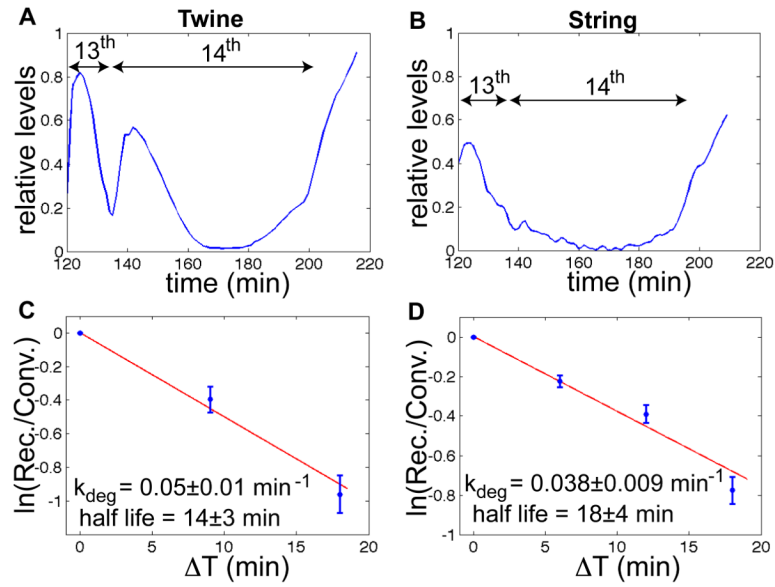 A Twine
relative levels
1
0.8
0.6
0.4
0.2
0
13th
14th
120 140 160 180 200 220
time (min)
B String
relative levels
1
0.8
0.6
0.4
0.2
0
13th
14th
120 140 160 180 200 220
time (min)
C
ln(Rec./Conv.)
0
-0.2
-0.4
-0.6
-0.8
-1
kdeg = 0.05±0.01 min-1
half life = 14±3 min
0 5 10 15 20
ΔT (min)
D
ln(Rec./Conv.)
0
-0.2
-0.4
-0.6
-0.8
-1
kdeg = 0.038±0.009 min-1
half life = 18±4 min
0 5 10 15 20
ΔT (min)